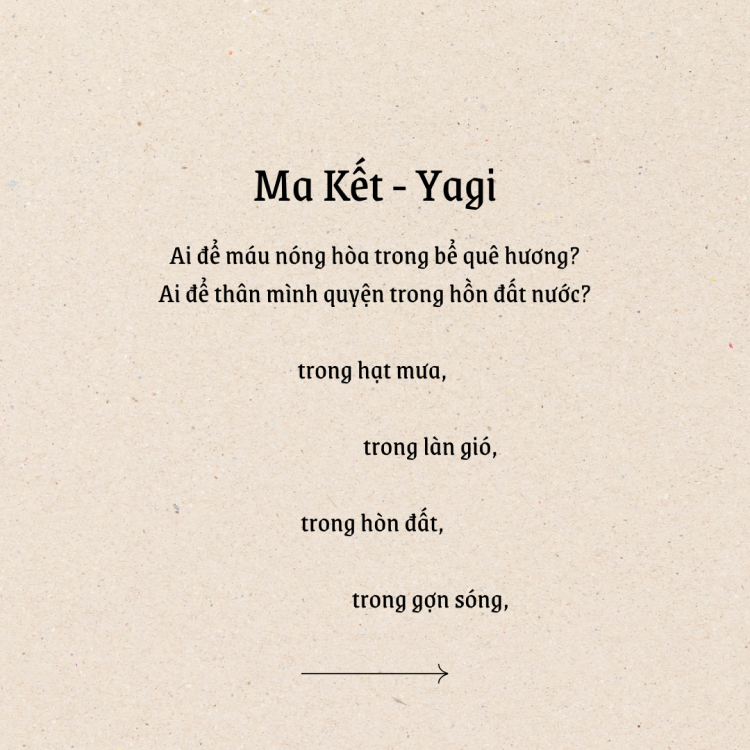 Ma Kết - Yagi
Ai để máu nóng hòa trong bể quê hương?
Ai để thân mình quyện trong hồn đất nước?
trong hạt mưa,
trong làn gió,
trong hòn đất,
trong gợn sóng,